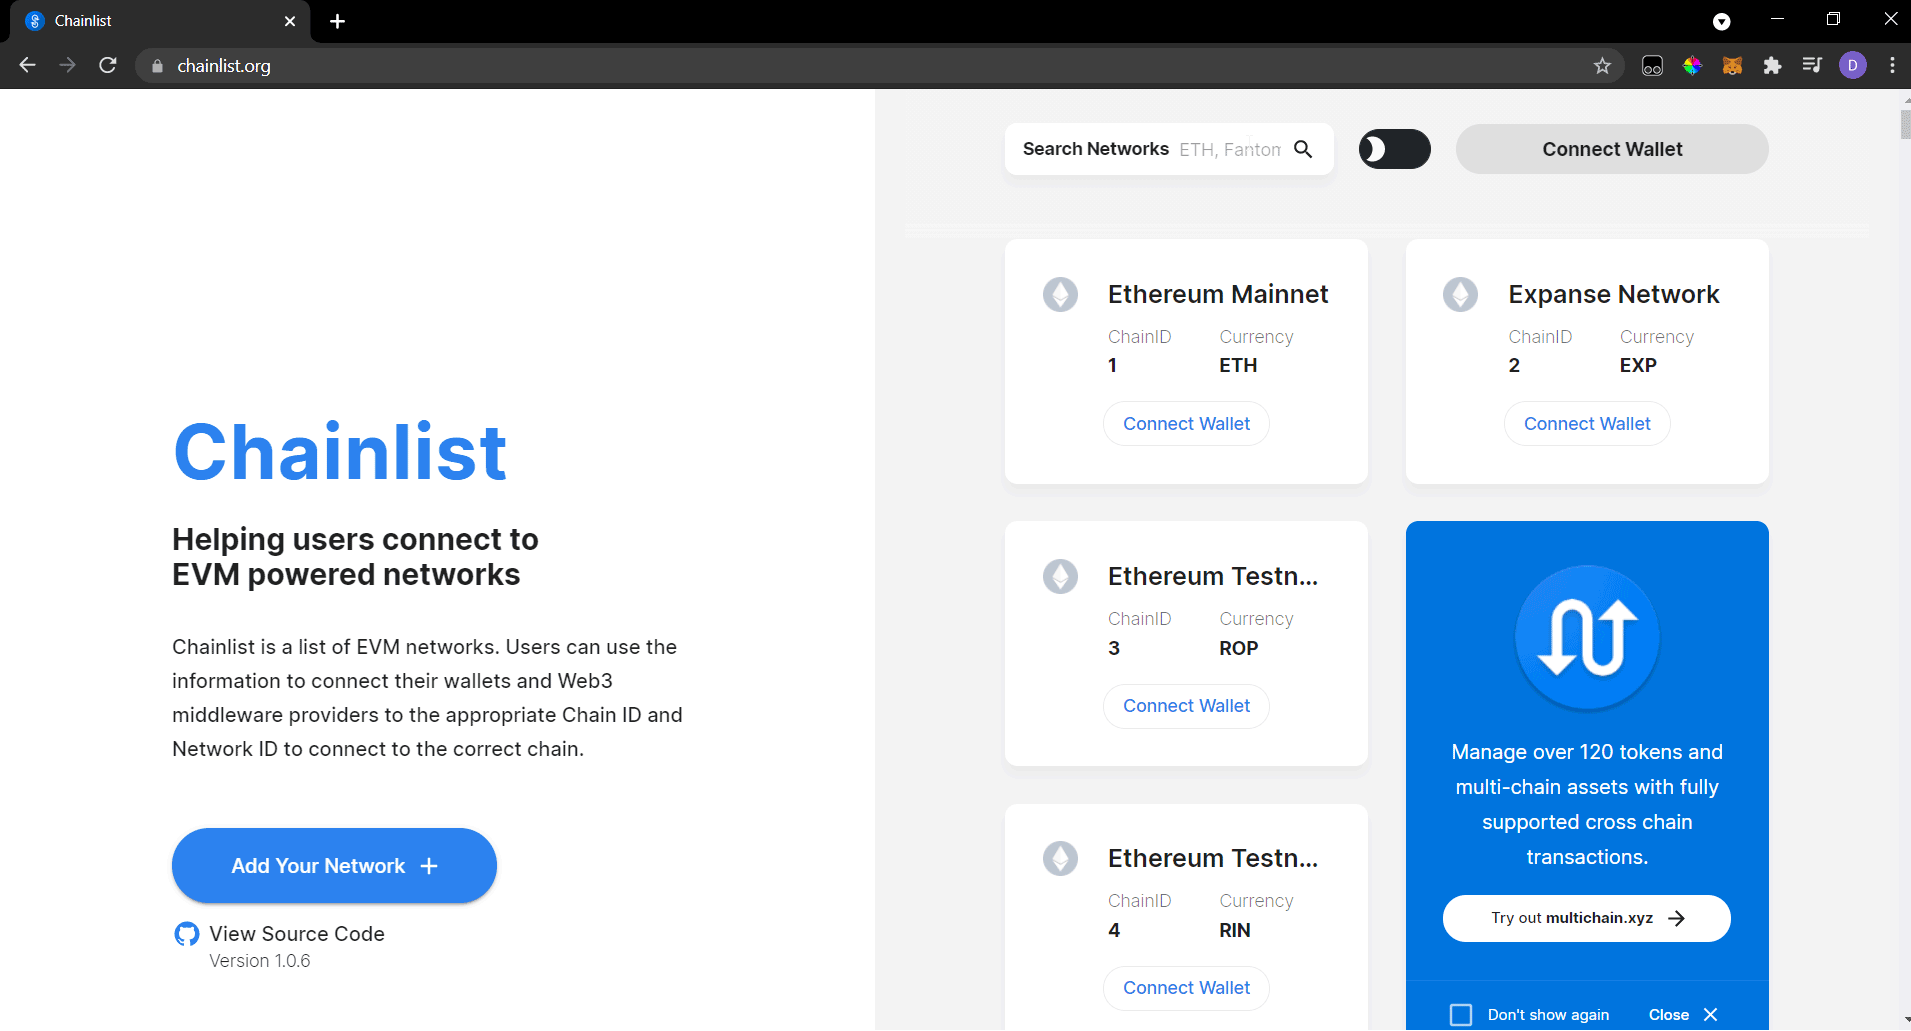 Chainlist
chainlist.org
D
Search Networks ETH, Fantom
Connect Wallet
Chainlist
Helping users connect to
EVM powered networks
Chainlist is a list of EVM networks. Users can use the
information to connect their wallets and Web3
middleware providers to the appropriate Chain ID and
Network ID to connect to the correct chain.
Add Your Network +
View Source Code
Version 1.0.6
Ethereum Mainnet
ChainID Currency
1 ETH
Connect Wallet
Expanse Network
ChainID Currency
2 EXP
Connect Wallet
Ethereum Testn...
ChainID Currency
3 ROP
Connect Wallet
Manage over 120 tokens and
multi-chain assets with fully
supported cross chain
transactions.
Try out multichain.xyz
Don't show again Close
Ethereum Testn...
ChainID Currency
4 RIN
Connect Wallet